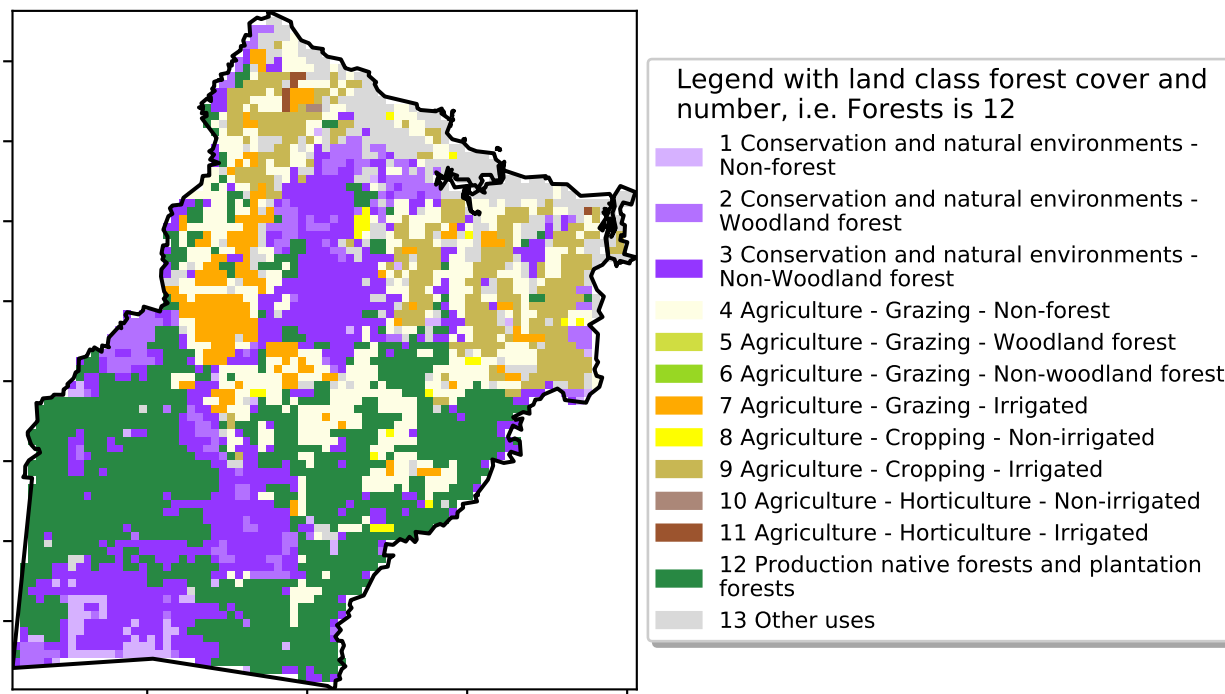 Legend with land class forest cover and
number, i.e. Forests is 12
1 Conservation and natural environments -
Non-forest
2 Conservation and natural environments -
Woodland forest
3 Conservation and natural environments -
Non-Woodland forest
4 Agriculture - Grazing - Non-forest
5 Agriculture - Grazing - Woodland forest
6 Agriculture - Grazing - Non-woodland forest
7 Agriculture - Grazing - Irrigated
8 Agriculture - Cropping - Non-irrigated
9 Agriculture - Cropping - Irrigated
10 Agriculture - Horticulture - Non-irrigated
11 Agriculture - Horticulture - Irrigated
12 Production native forests and plantation
forests
13 Other uses